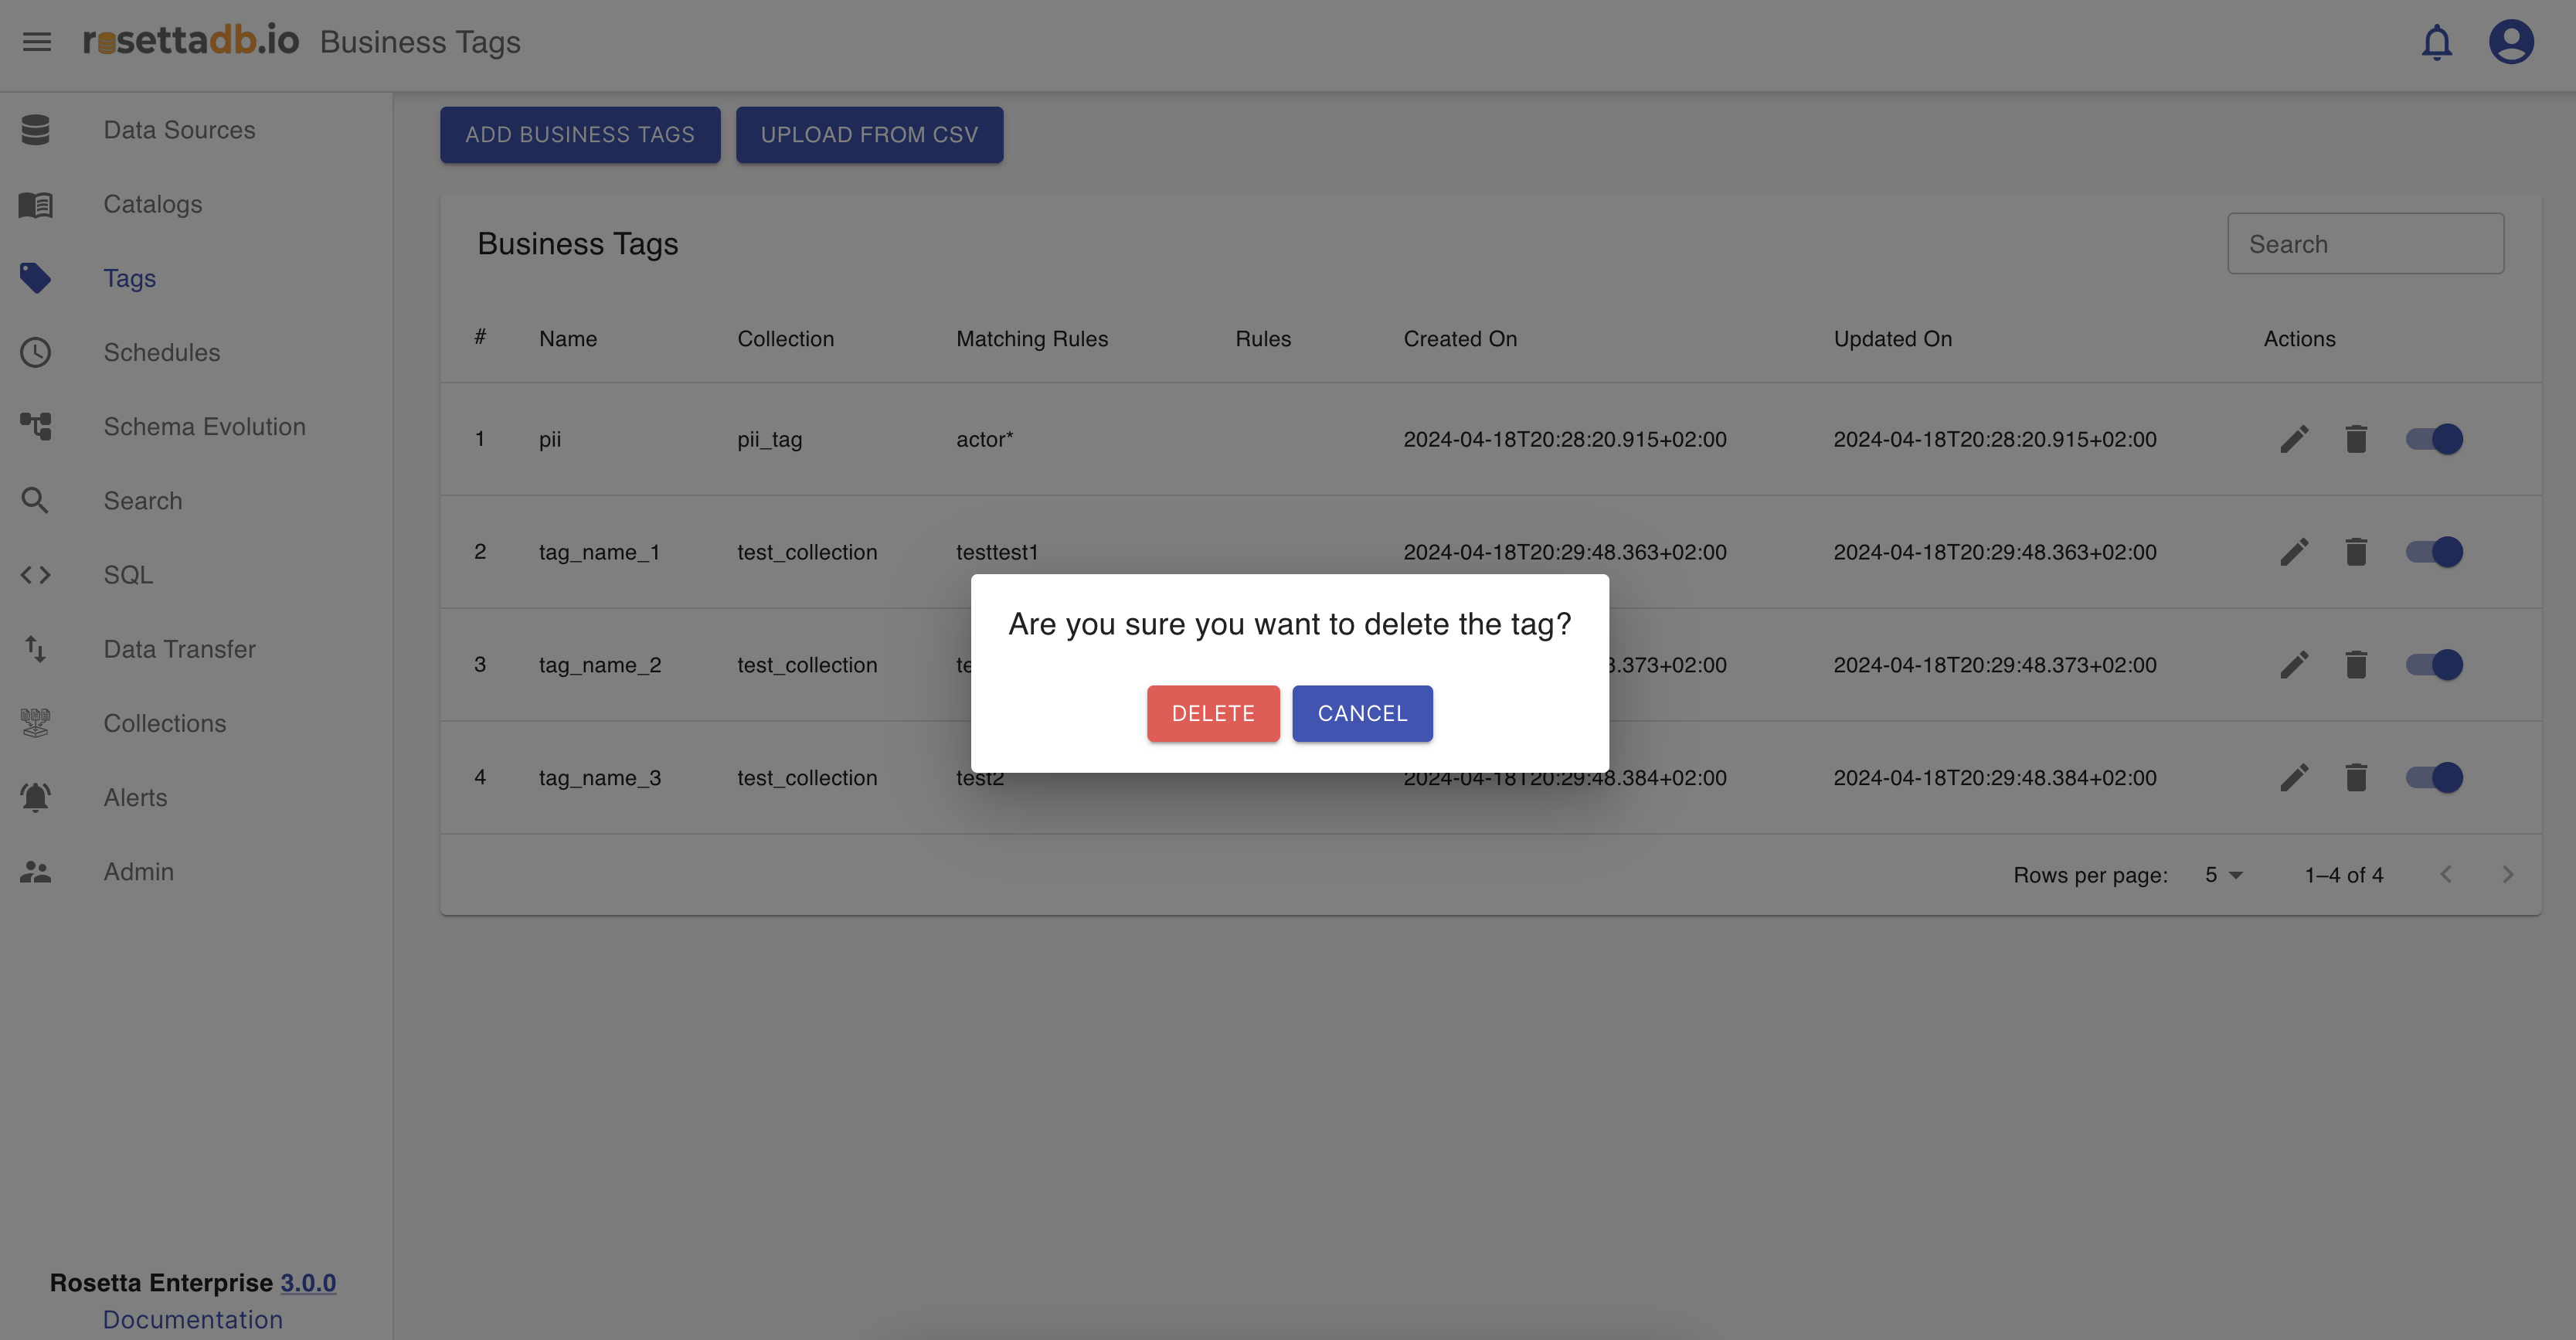 rosettadb.io Business Tags
Data Sources
Catalogs
Tags
Schedules
Schema Evolution
Search
SQL
Data Transfer
Collections
Alerts
Admin
Rosetta Enterprise 3.0.0
Documentation
ADD BUSINESS TAGS UPLOAD FROM CSV
Business Tags Search
# Name Collection Matching Rules Rules Created On Updated On Actions
1 pii pii_tag actor* 2024-04-18T20:28:20.915+02:00 2024-04-18T20:28:20.915+02:00
2 tag_name_1 test_collection testtest1 2024-04-18T20:29:48.363+02:00 2024-04-18T20:29:48.363+02:00
Are you sure you want to delete the tag?
3 tag_name_2 test_collection te 3.373+02:00 2024-04-18T20:29:48.373+02:00
DELETE CANCEL
4 tag_name_3 test_collection test2 2024-04-18T20:29:48.384+02:00 2024-04-18T20:29:48.384+02:00
Rows per page: 5 1–4 of 4